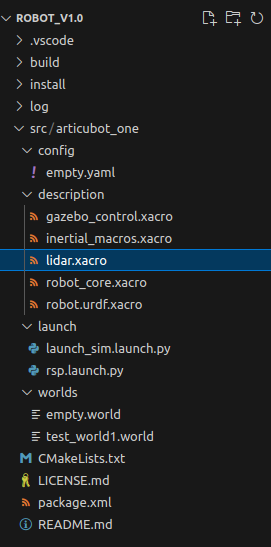 ROBOT_V1.0
.vscode
build
install
log
src/articubot_one
config
! empty.yaml
description
gazebo_control.xacro
inertial_macros.xacro
lidar.xacro
robot_core.xacro
robot.urdf.xacro
launch
launch_sim.launch.py
rsp.launch.py
worlds
empty.world
test_world1.world
M CMakeLists.txt
LICENSE.md
package.xml
README.md